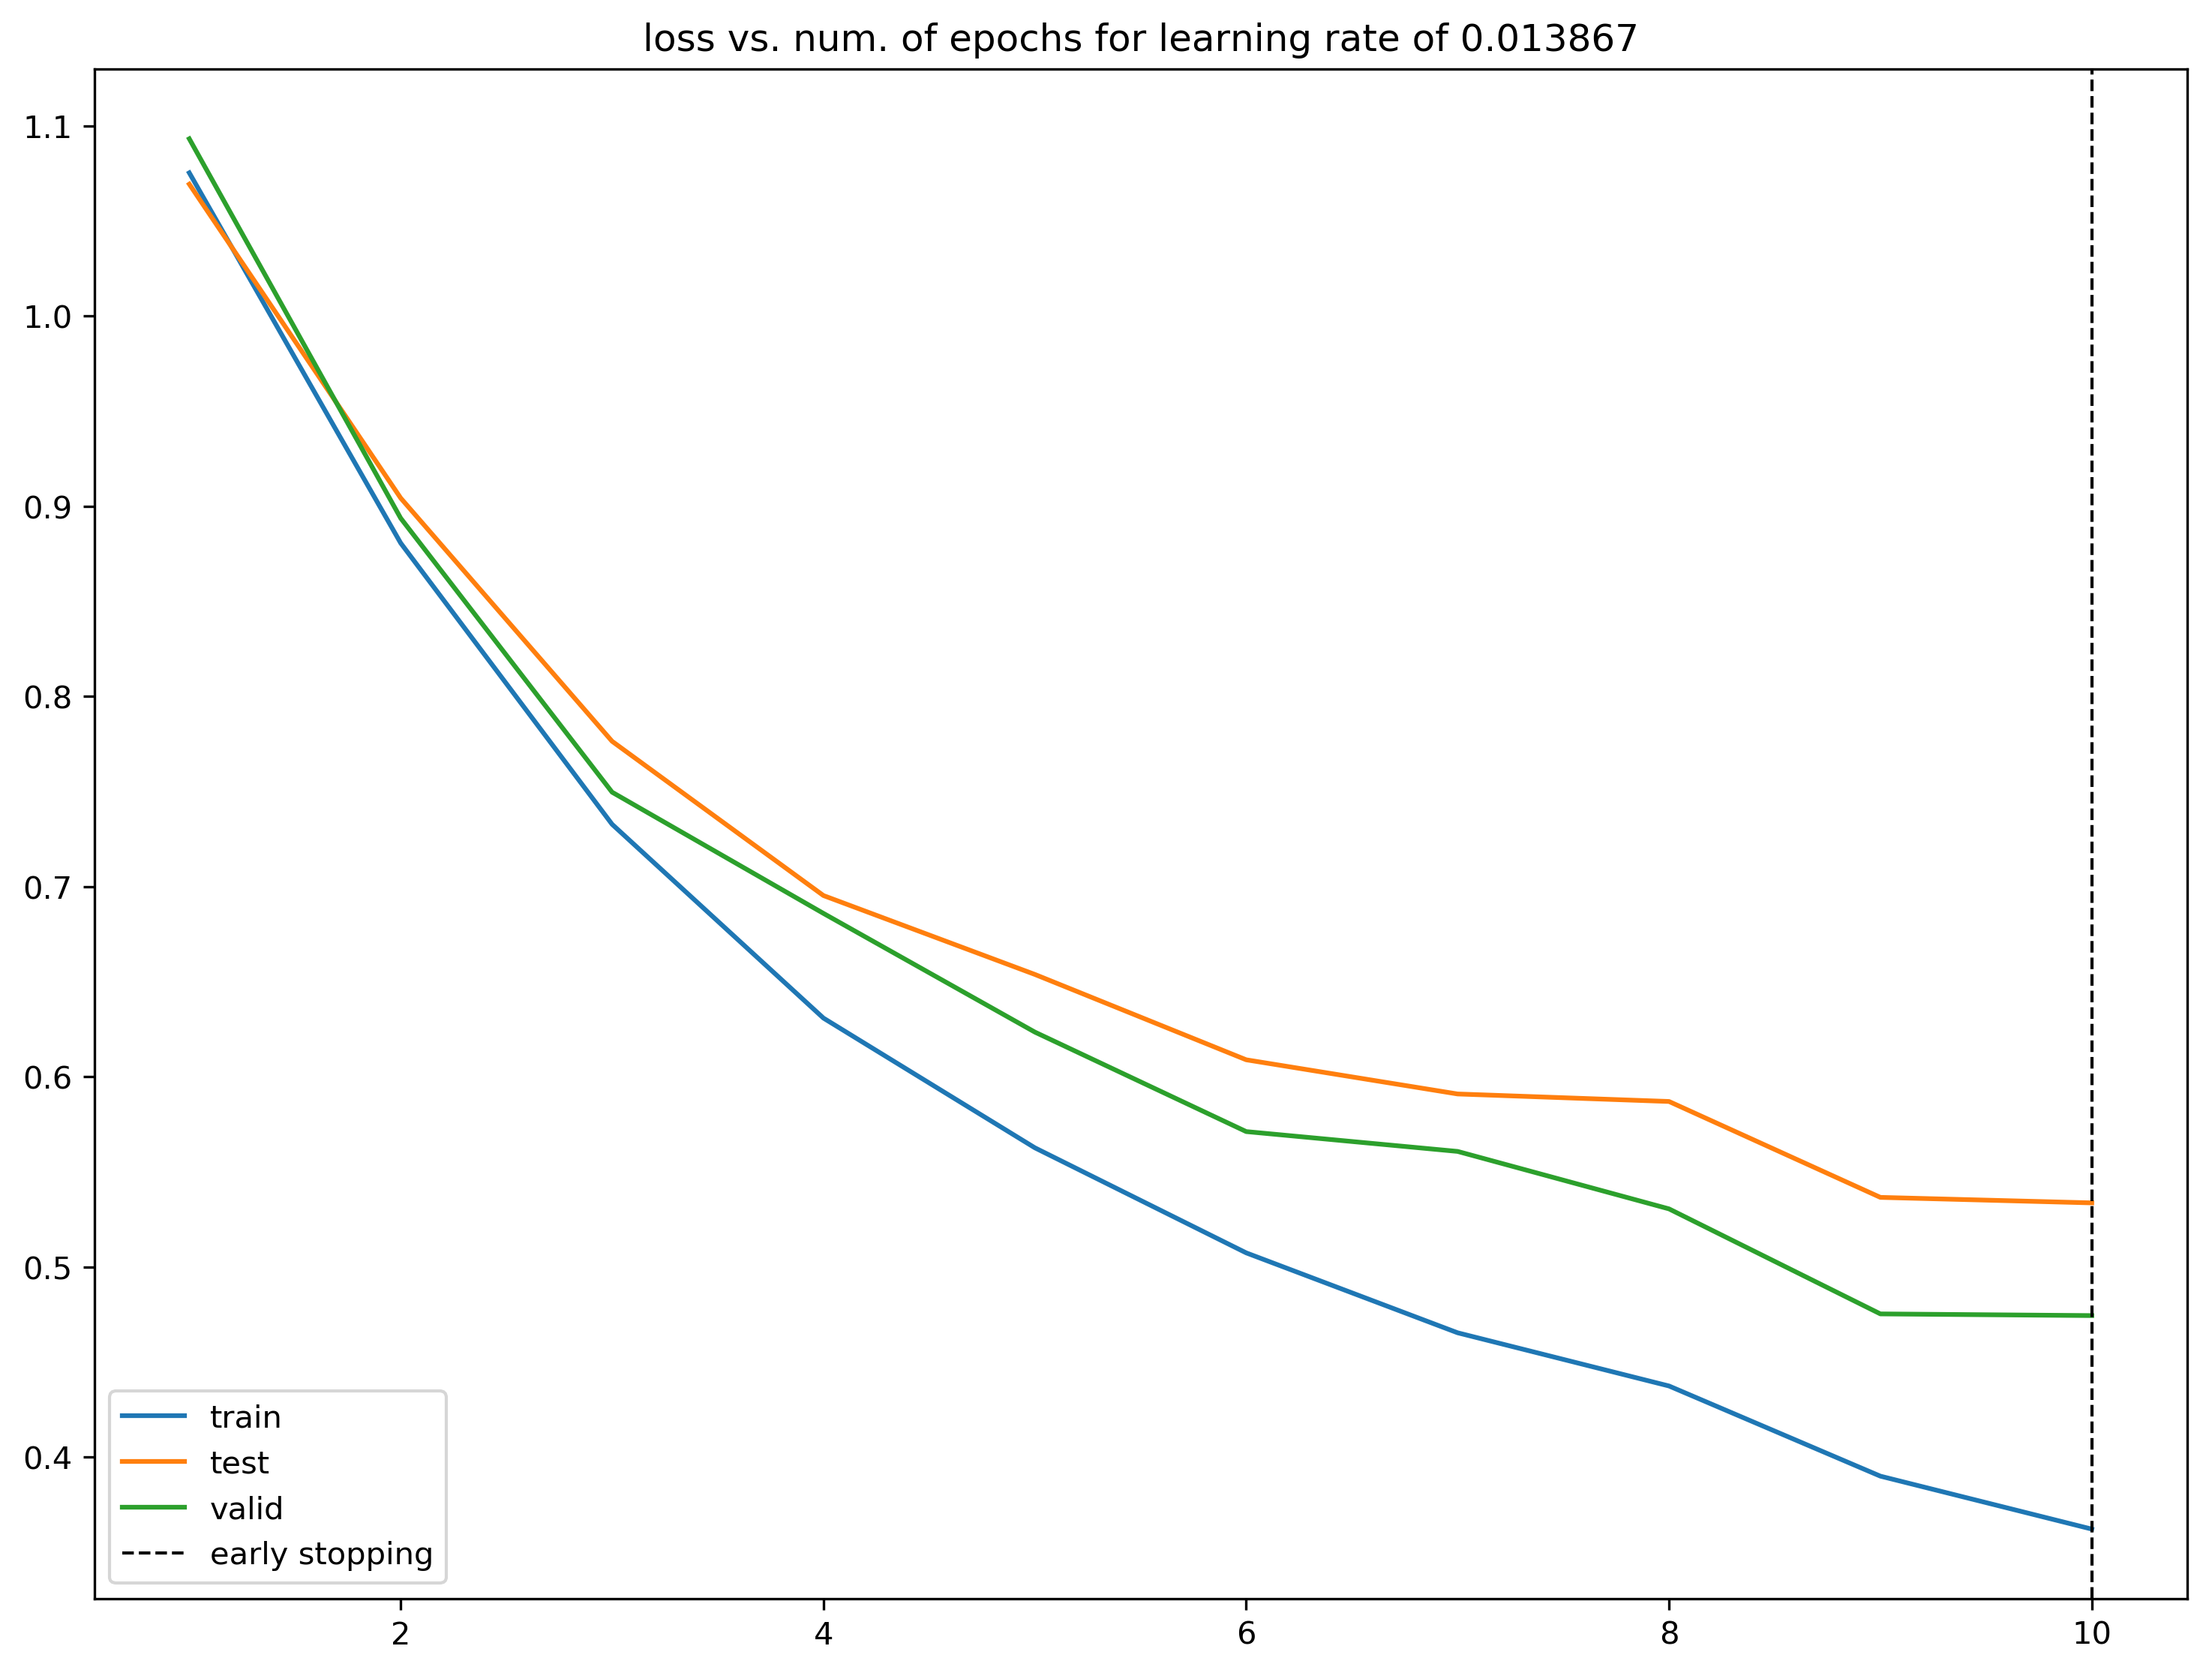 loss vs. num. of epochs for learning rate of 0.013867
1.1
1.0
0.9
0.8
0.7
0.6
0.5
0.4
train
test
valid
early stopping
2 4 6 8 10